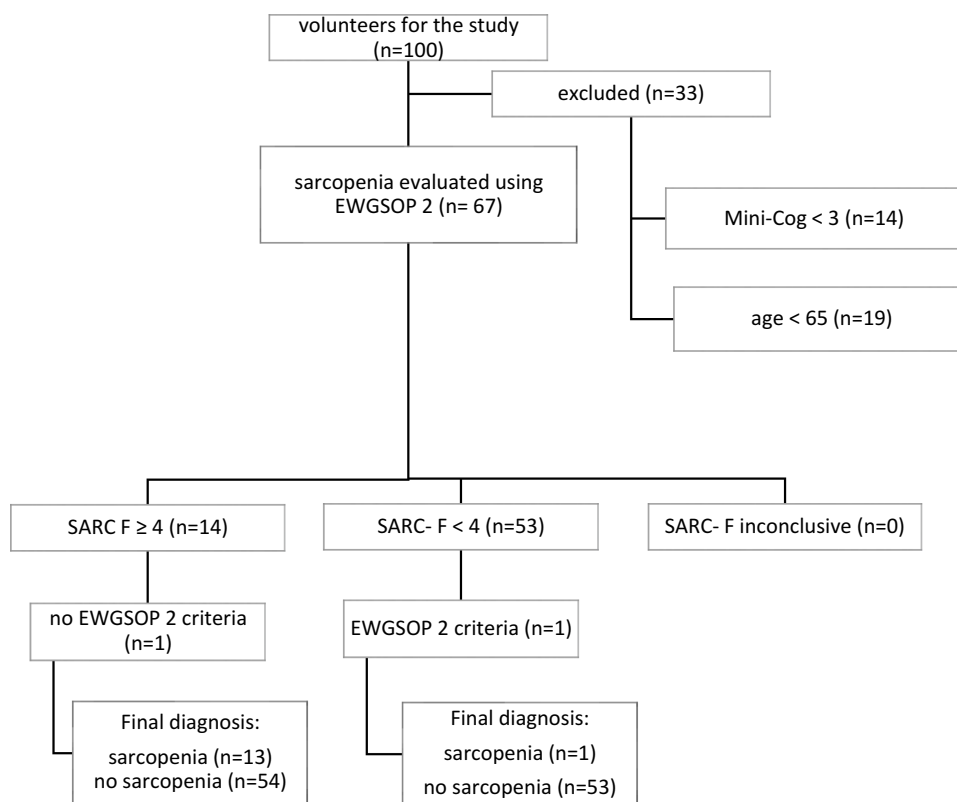 volunteers for the study
(n=100)
excluded (n=33)
sarcopenia evaluated using
EWGSOP 2 (n= 67)
Mini-Cog < 3 (n=14)
age < 65 (n=19)
SARC F ≥ 4 (n=14)
SARC- F < 4 (n=53)
SARC- F inconclusive (n=0)
no EWGSOP 2 criteria
(n=1)
EWGSOP 2 criteria (n=1)
Final diagnosis:
sarcopenia (n=13)
no sarcopenia (n=54)
Final diagnosis:
sarcopenia (n=1)
no sarcopenia (n=53)